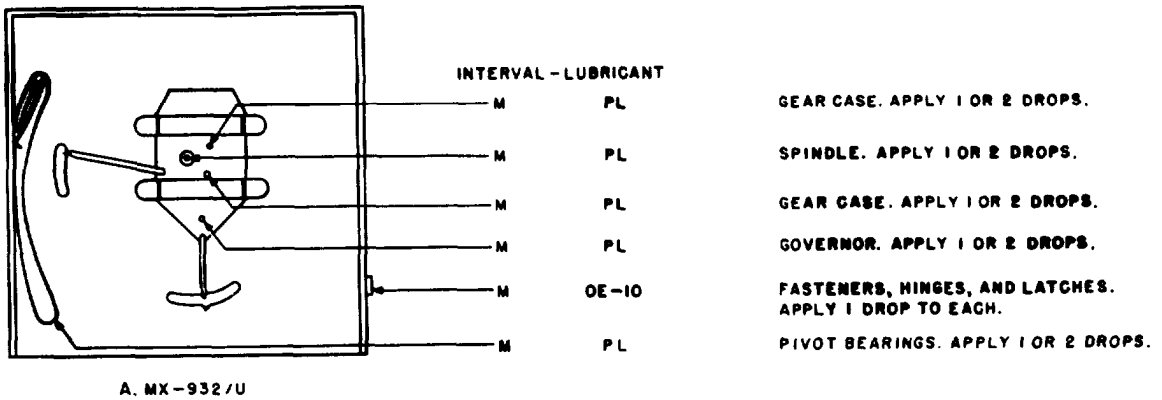 INTERVAL-LUBRICANT
M PL GEAR CASE. APPLY 1 OR 2 DROPS.
M PL SPINDLE. APPLY 1 OR 2 DROPS.
M PL GEAR CASE. APPLY 1 OR 2 DROPS.
M PL GOVERNOR. APPLY 1 OR 2 DROPS.
M OE-10 FASTENERS, HINGES, AND LATCHES.
APPLY 1 DROP TO EACH.
M PL PIVOT BEARINGS. APPLY 1 OR 2 DROPS.
A. MX-932/U